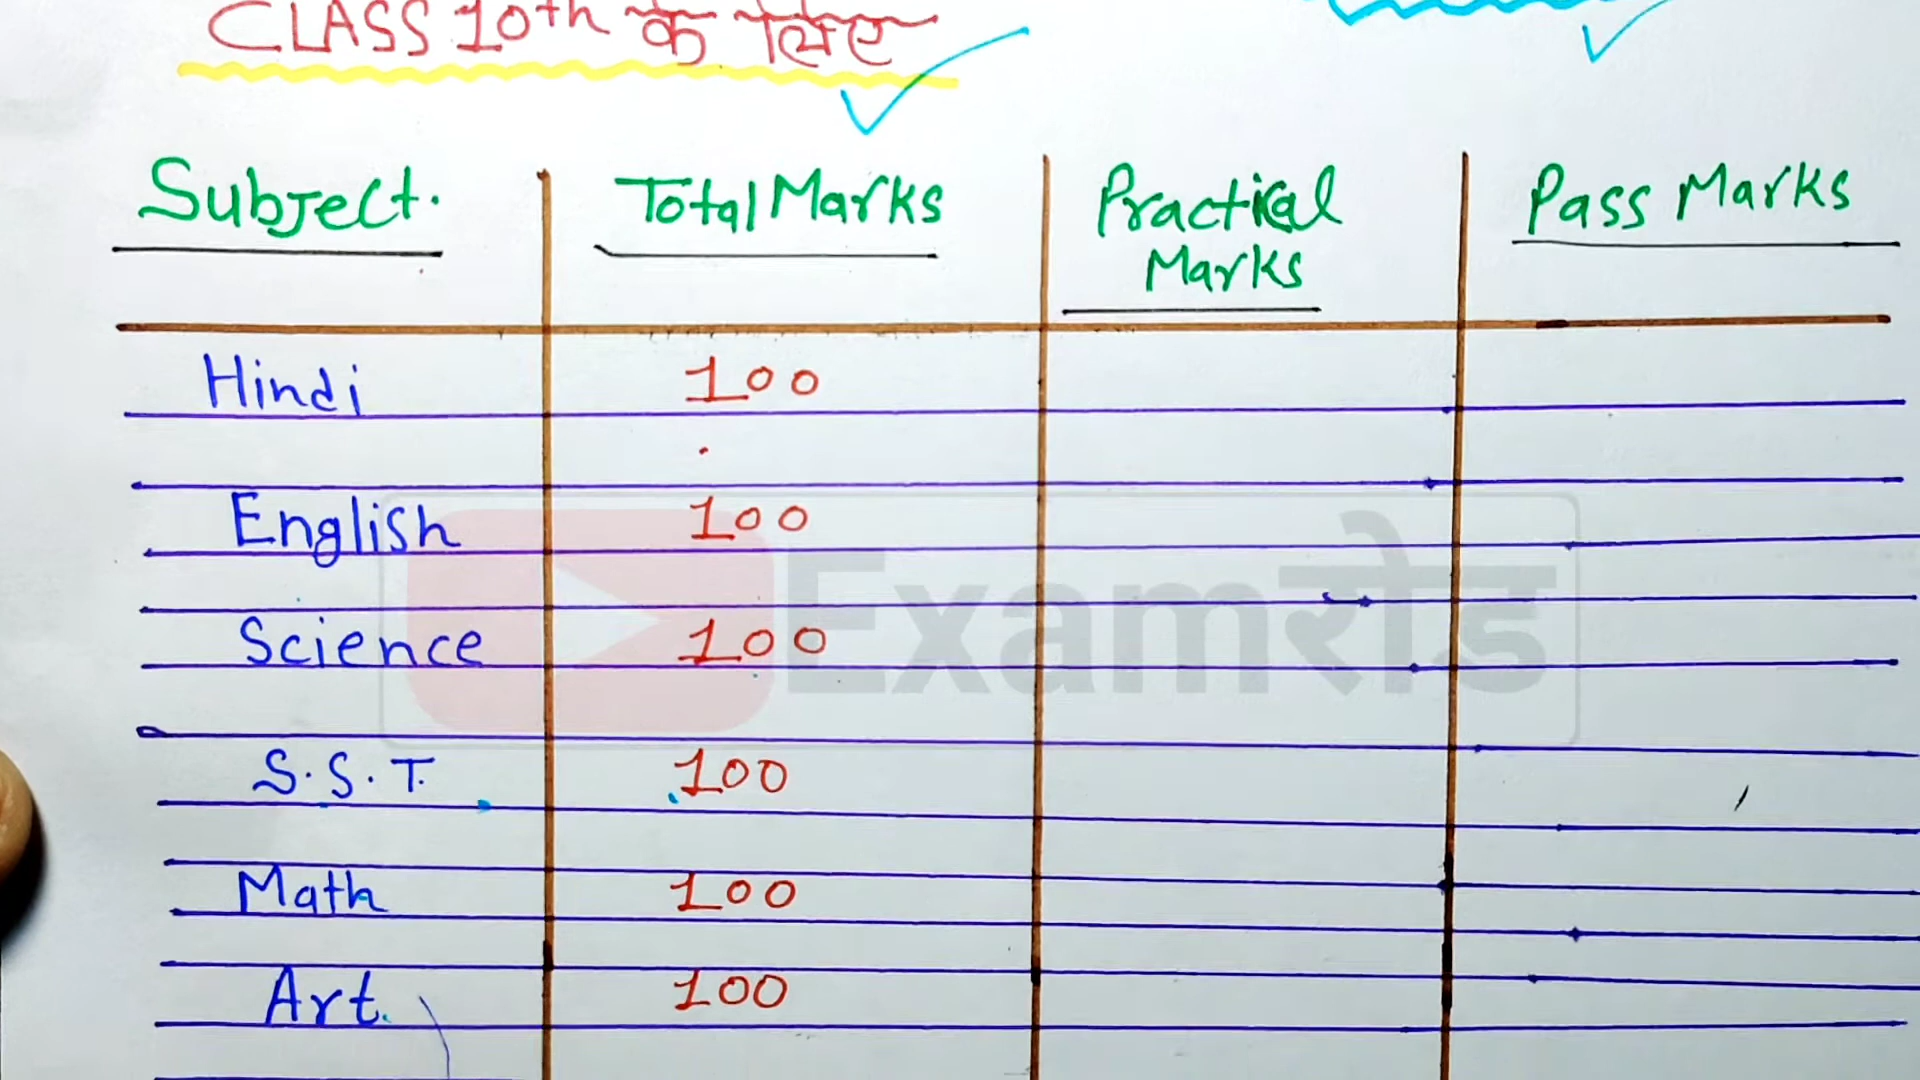 CLASS 10th के लिए
Subject. Total Marks Practical Marks Pass Marks
Hindi 100
English 100
Examरोड
Science 100
S.S.T. 100
Math 100
Art. 100